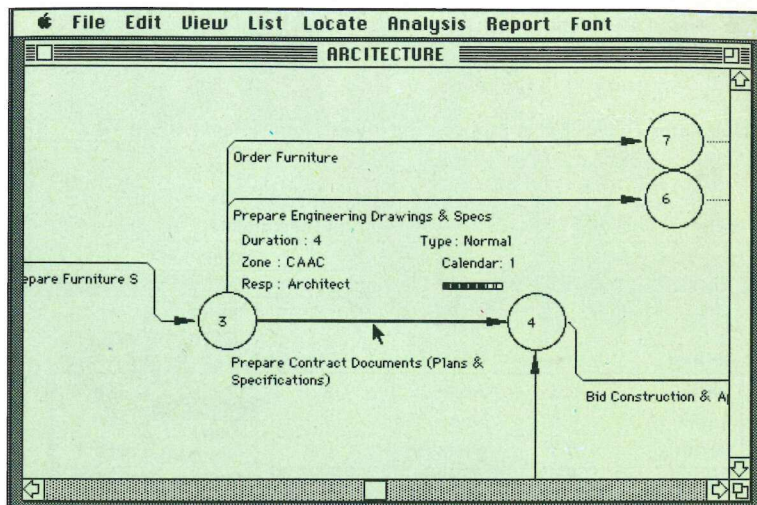 File Edit View List Locate Analysis Report Font
ARCITECTURE
7
Order Furniture
6
Prepare Engineering Drawings & Specs
Duration : 4 Type : Normal
Zone : CAAC Calendar: 1
Resp : Architect
epare Furniture S
3
4
Prepare Contract Documents (Plans &
Specifications)
Bid Construction & A